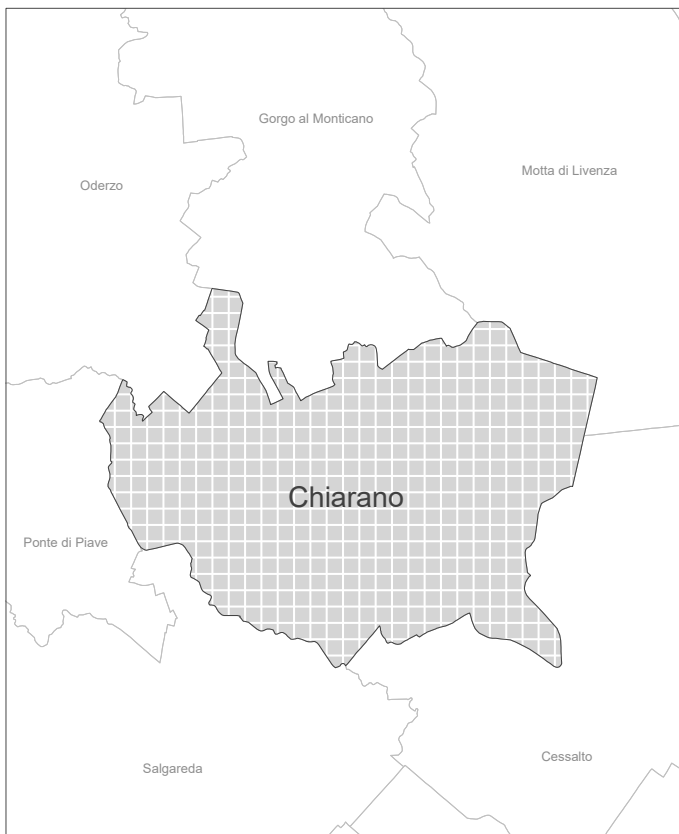 Gorgo al Monticano
Motta di Livenza
Oderzo
Chiarano
Ponte di Piave
Cessalto
Salgareda